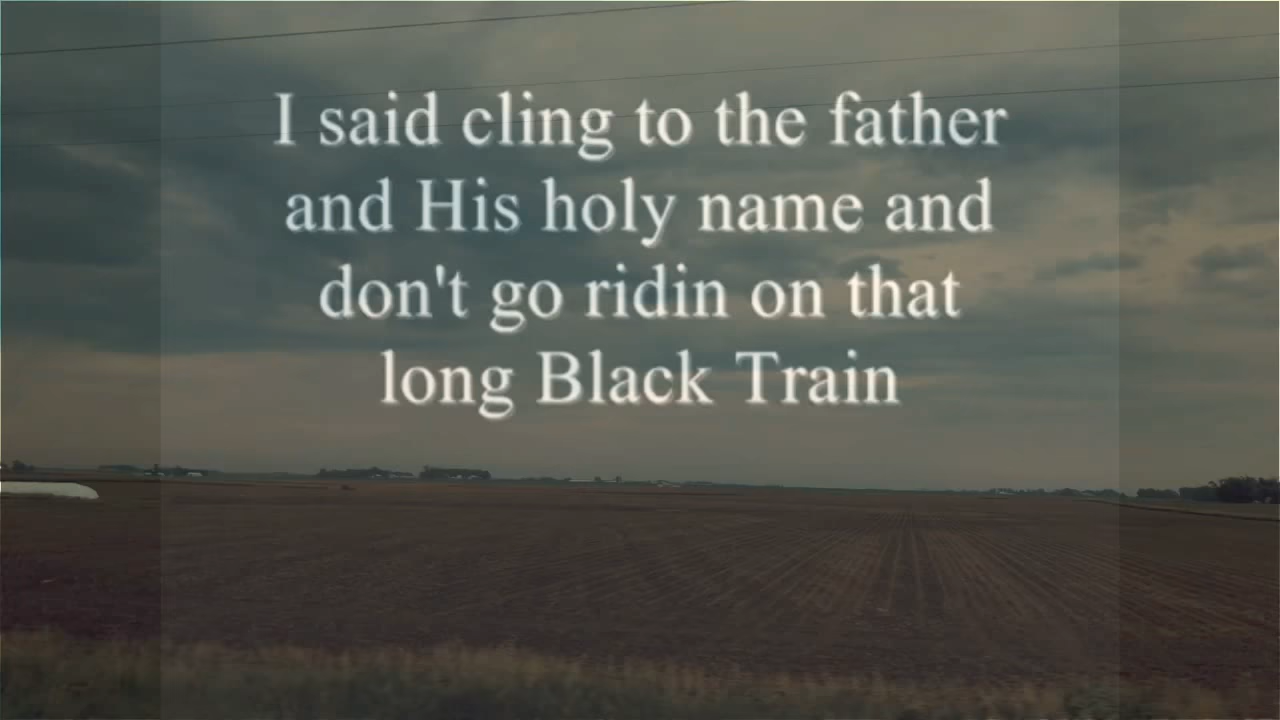 I said cling to the father
and His holy name and
don't go ridin on that
long Black Train